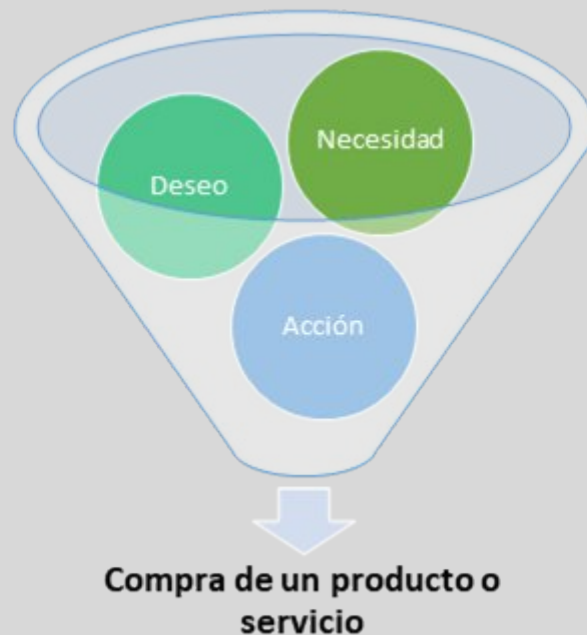 Necesidad
Deseo
Acción
Compra de un producto o
servicio